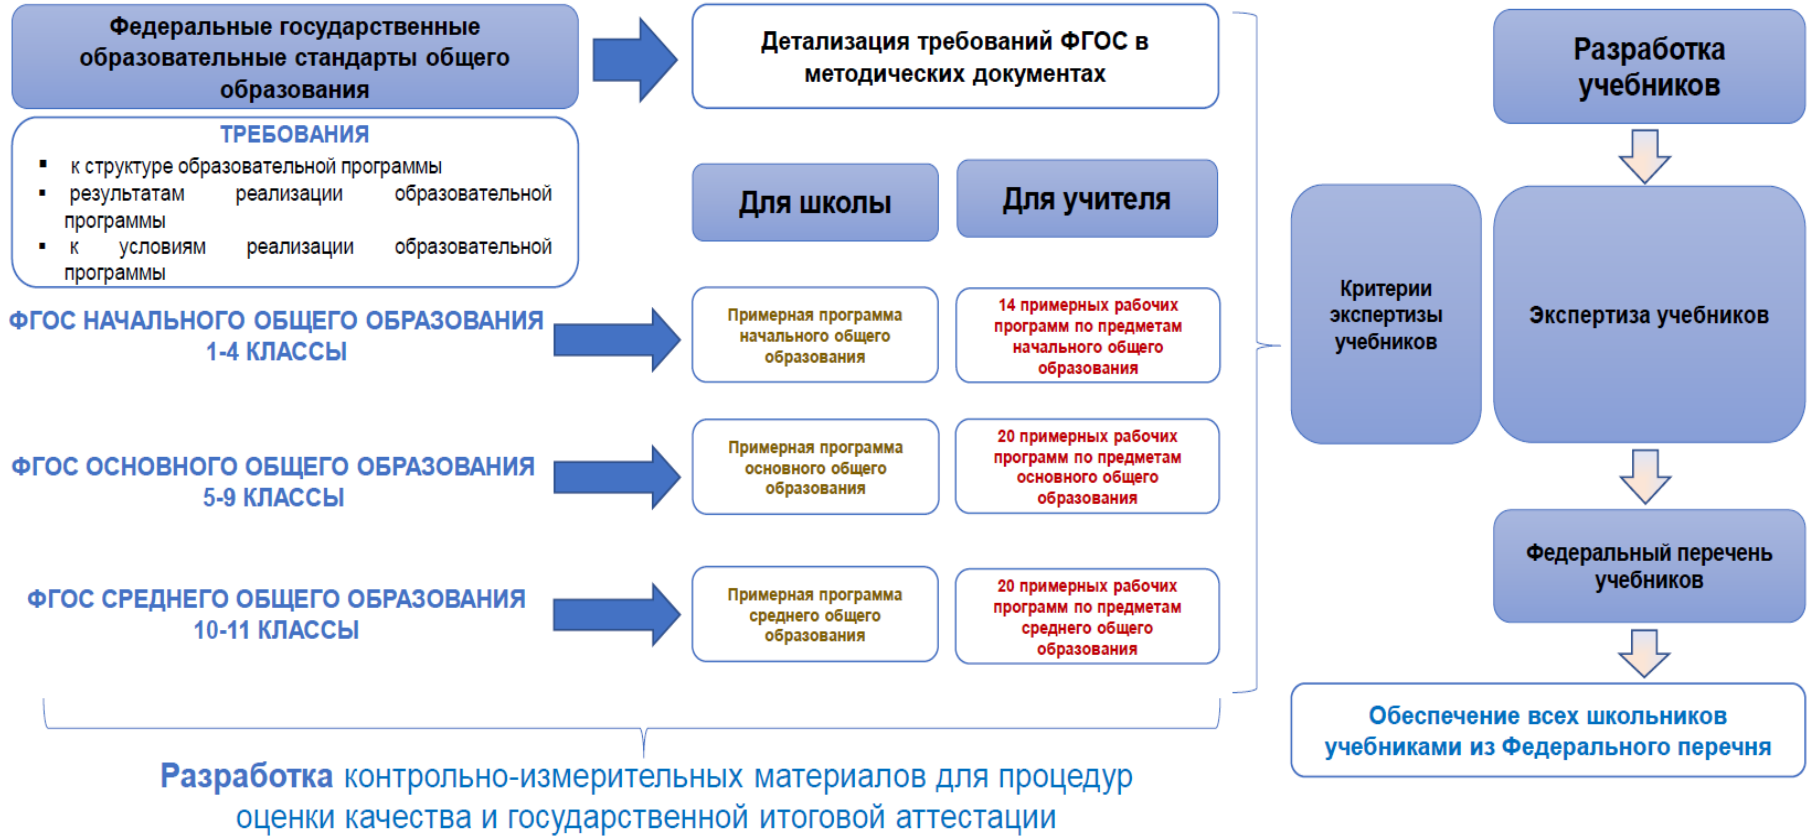 Федеральные государственные
образовательные стандарты общего
образования
ТРЕБОВАНИЯ
▪ к структуре образовательной программы
▪ результатам реализации образовательной
программы
▪ к условиям реализации образовательной
программы
Детализация требований ФГОС в
методических документах
Для школы
Для учителя
ФГОС НАЧАЛЬНОГО ОБЩЕГО ОБРАЗОВАНИЯ
1-4 КЛАССЫ
Примерная программа
начального общего
образования
14 примерных рабочих
программ по предметам
начального общего
образования
ФГОС ОСНОВНОГО ОБЩЕГО ОБРАЗОВАНИЯ
5-9 КЛАССЫ
Примерная программа
основного общего
образования
20 примерных рабочих
программ по предметам
основного общего
образования
ФГОС СРЕДНЕГО ОБЩЕГО ОБРАЗОВАНИЯ
10-11 КЛАССЫ
Примерная программа
среднего общего
образования
20 примерных рабочих
программ по предметам
среднего общего
образования
Разработка контрольно-измерительных материалов для процедур
оценки качества и государственной итоговой аттестации
Разработка
учебников
Критерии
экспертизы
учебников
Экспертиза учебников
Федеральный перечень
учебников
Обеспечение всех школьников
учебниками из Федерального перечня